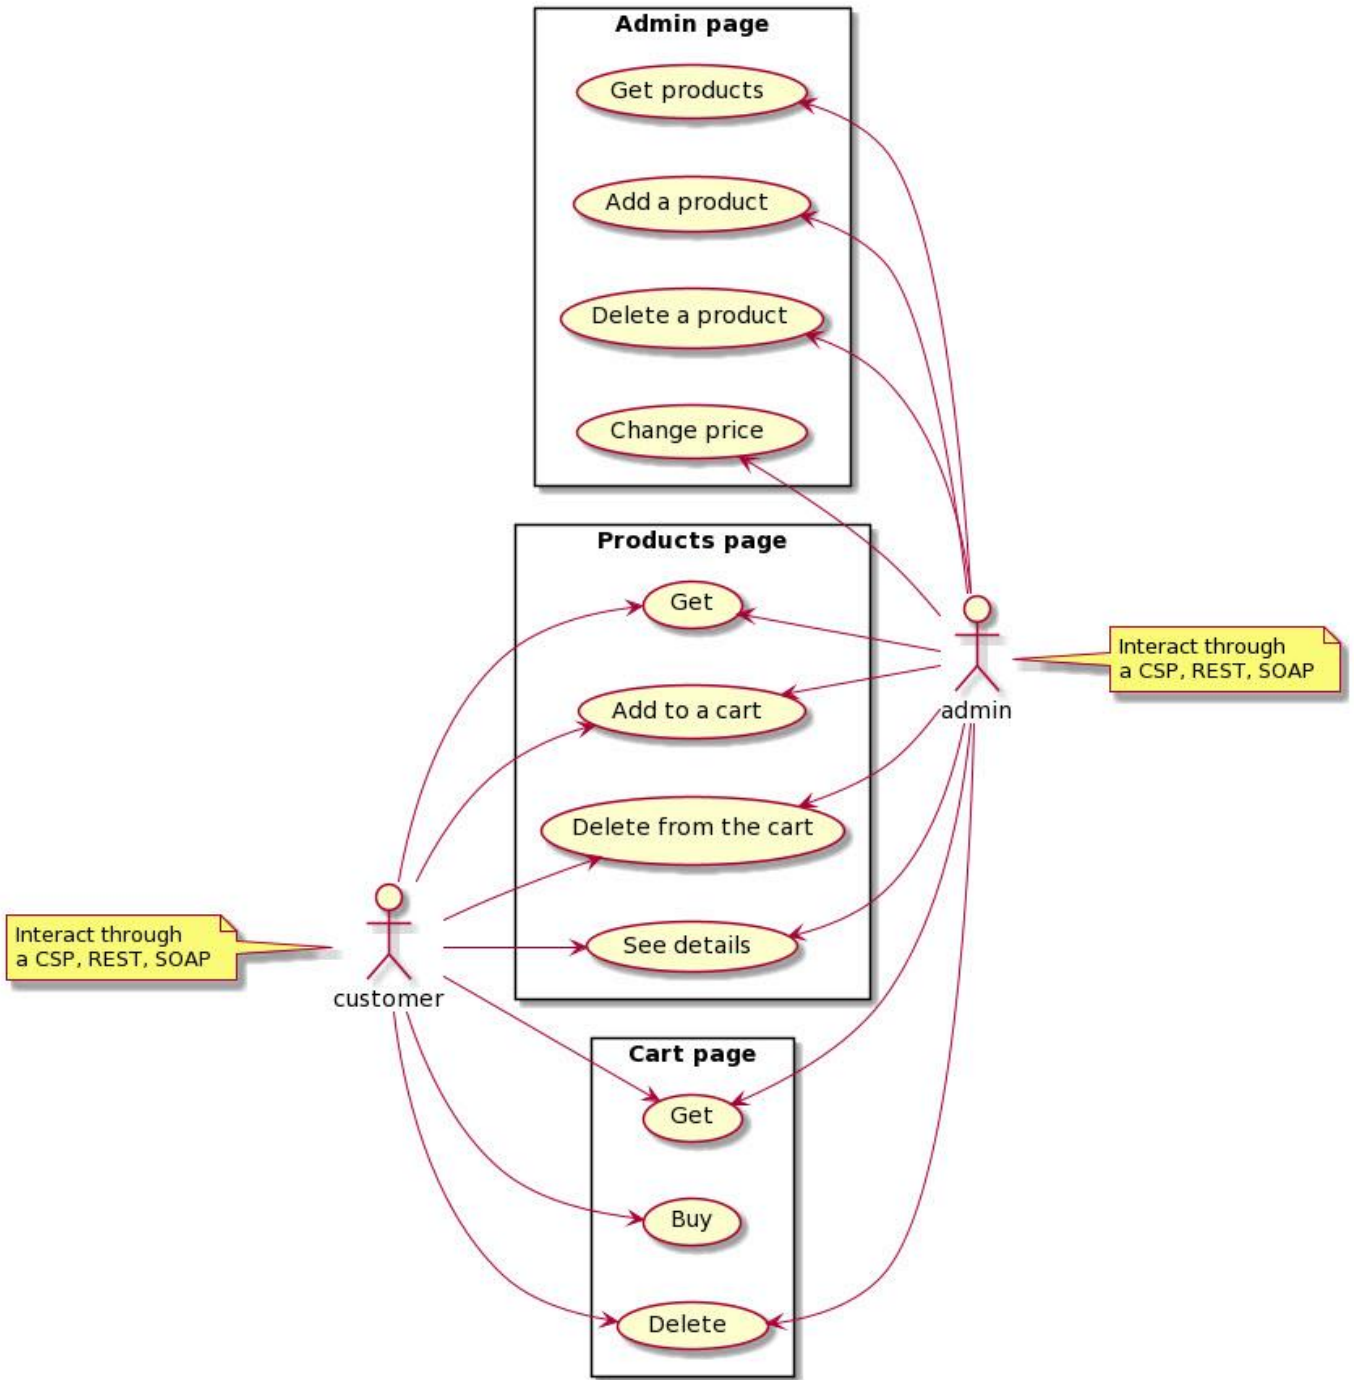 Admin page
Get products
Add a product
Delete a product
Change price
Products page
Get
Add to a cart
Delete from the cart
See details
Interact through
a CSP, REST, SOAP
admin
Interact through
a CSP, REST, SOAP
customer
Cart page
Get
Buy
Delete